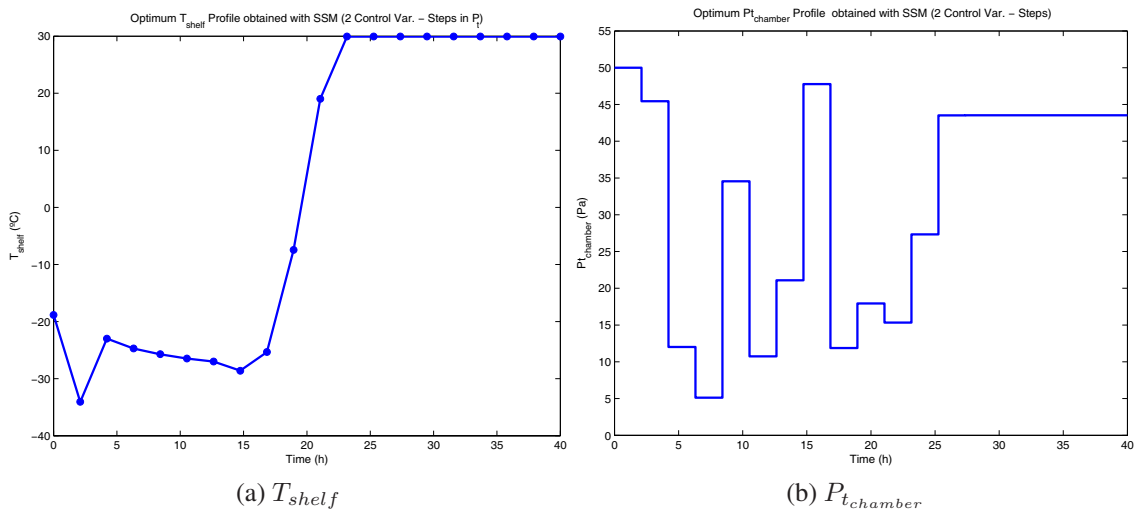 Optimum T_shelf Profile obtained with SSM (2 Control Var. − Steps in P_t)
30
20
10
0
−10
−20
−30
−40
T_shelf (ºC)
0 5 10 15 20 25 30 35 40
Time (h)
(a) T_shelf
Optimum Pt_chamber Profile obtained with SSM (2 Control Var. − Steps)
55
50
45
40
35
30
25
20
15
10
5
0
Pt_chamber (Pa)
0 5 10 15 20 25 30 35 40
Time (h)
(b) P_t_chamber